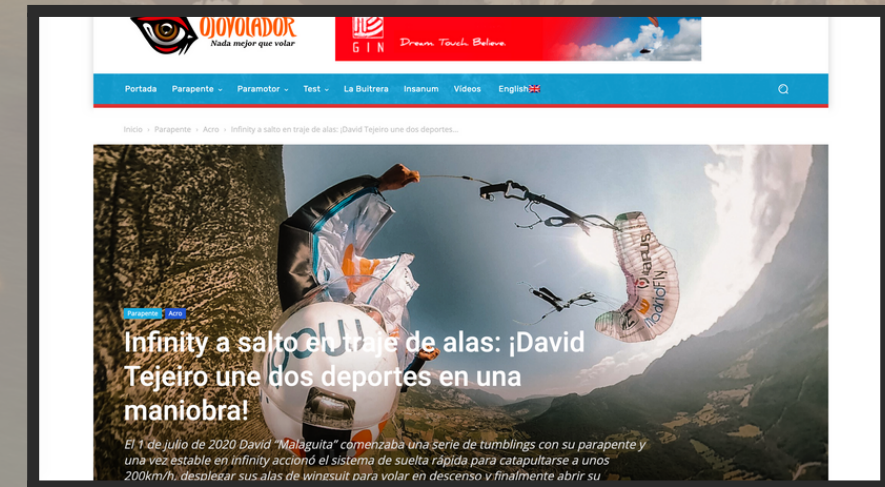 OJOVOLADOR
Nada mejor que volar
GIN
Dream. Touch. Believe.
Portada Parapente Paramotor Test La Buitrera Insanum Vídeos English
Inicio › Parapente › Acro › Infinity a salto en traje de alas: ¡David Tejeiro une dos deportes...
Parapente Acro
Infinity a salto en traje de alas: ¡David
Tejeiro une dos deportes en una
maniobra!
El 1 de julio de 2020 David "Malaguita" comenzaba una serie de tumblings con su parapente y
una vez estable en infinity accionó el sistema de suelta rápida para catapultarse a unos
200km/h, desplegar sus alas de wingsuit para volar en descenso y finalmente abrir su